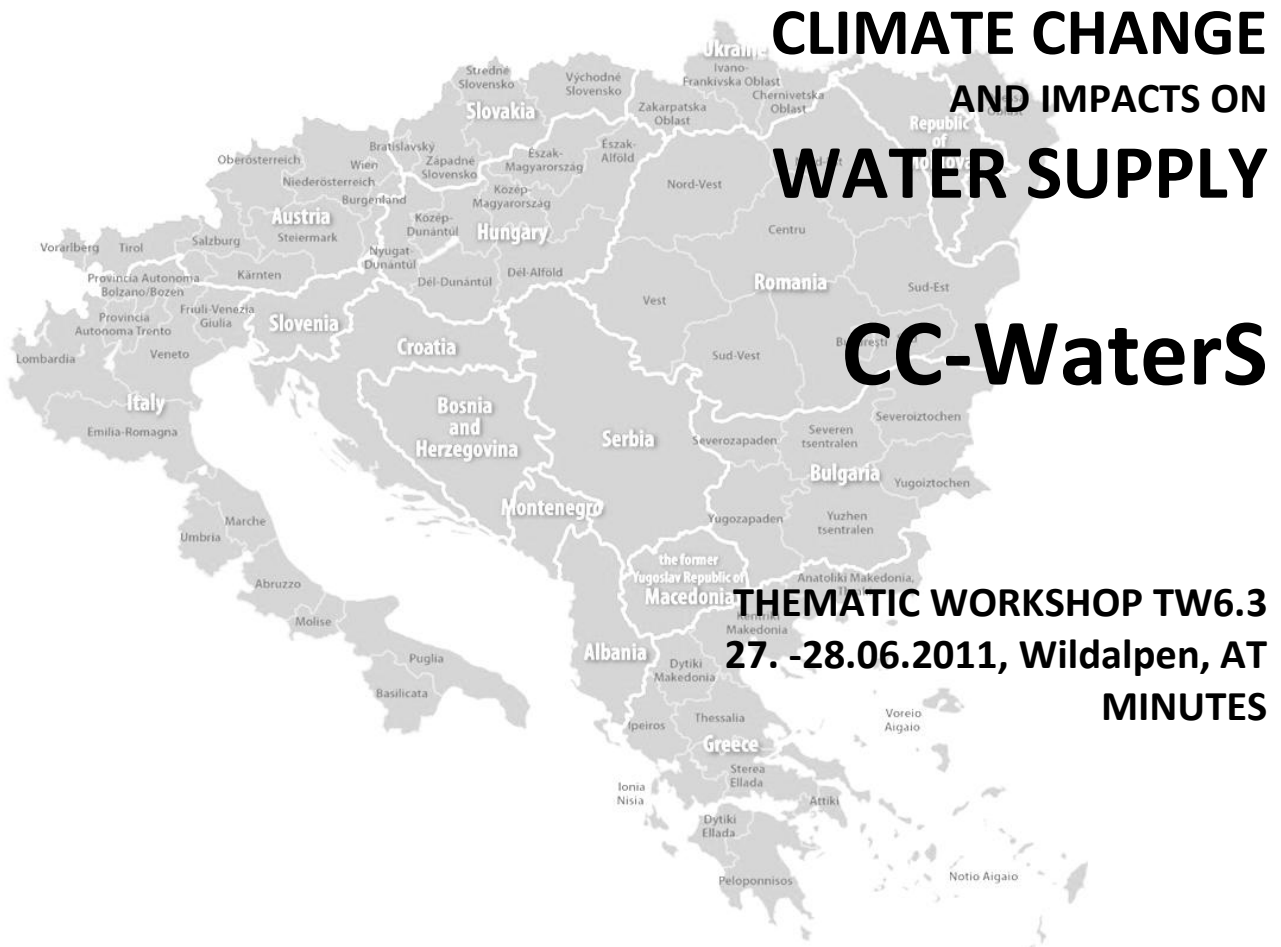 CLIMATE CHANGE
AND IMPACTS ON
WATER SUPPLY
CC-WaterS
THEMATIC WORKSHOP TW6.3
27. -28.06.2011, Wildalpen, AT
MINUTES
Ukraine
Ivano-
Frankivska Oblast
Chernivetska
Oblast
Zakarpatska
Oblast
Oblast
Republic
of
Stredné
Slovensko
Východné
Slovensko
Slovakia
Bratislavský
Západné
Slovensko
Észak-
Magyarország
Észak-
Alföld
Oberösterreich
Wien
Niederösterreich
Burgenland
Austria
Steiermark
Salzburg
Vorarlberg
Tirol
Kärnten
Közép-
Magyarország
Közép-
Dunántúl
Hungary
Nyugat-
Dunántúl
Dél-Dunántúl
Dél-Alföld
Nord-Vest
Centru
Romania
Sud-Est
Vest
Sud-Vest
Provincia Autonoma
Bolzano/Bozen
Provincia
Autonoma Trento
Friuli-Venezia
Giulia
Lombardia
Veneto
Italy
Emilia-Romagna
Slovenia
Croatia
Bosnia
and
Herzegovina
Serbia
Montenegro
Severozapaden
Severen
tsentralen
Severoiztochen
Bulgaria
Yugoiztochen
Yugozapaden
Yuzhen
tsentralen
Marche
Umbria
Abruzzo
Molise
Puglia
Basilicata
the former
Yugoslav Republic of
Macedonia
Anatoliki Makedonia,
Kentriki
Makedonia
Albania
Dytiki
Makedonia
Ipeiros
Thessalia
Greece
Sterea
Ellada
Voreio
Aigaio
Ionia
Nisia
Attiki
Dytiki
Ellada
Peloponnisos
Notio Aigaio